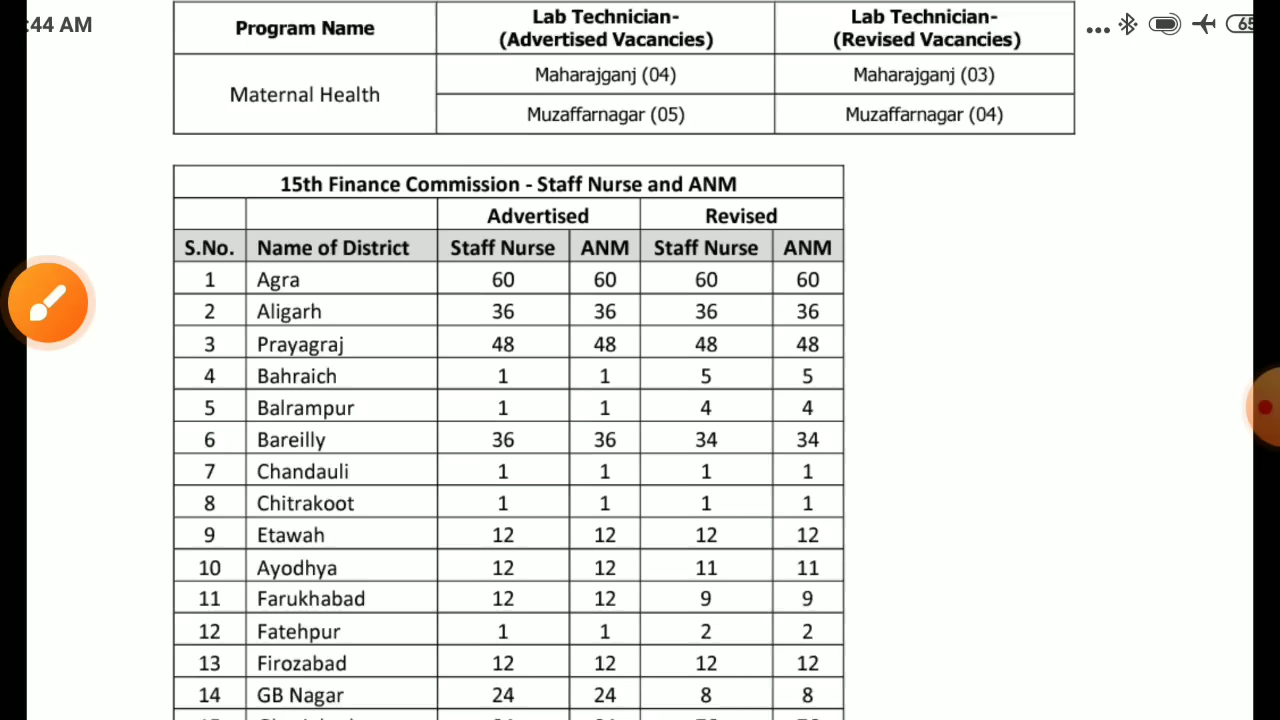 :44 AM
65
Program Name Lab Technician- (Advertised Vacancies) Lab Technician- (Revised Vacancies)
Maternal Health Maharajganj (04) Maharajganj (03)
Muzaffarnagar (05) Muzaffarnagar (04)
15th Finance Commission - Staff Nurse and ANM
Advertised Revised
S.No. Name of District Staff Nurse ANM Staff Nurse ANM
1 Agra 60 60 60 60
2 Aligarh 36 36 36 36
3 Prayagraj 48 48 48 48
4 Bahraich 1 1 5 5
5 Balrampur 1 1 4 4
6 Bareilly 36 36 34 34
7 Chandauli 1 1 1 1
8 Chitrakoot 1 1 1 1
9 Etawah 12 12 12 12
10 Ayodhya 12 12 11 11
11 Farukhabad 12 12 9 9
12 Fatehpur 1 1 2 2
13 Firozabad 12 12 12 12
14 GB Nagar 24 24 8 8